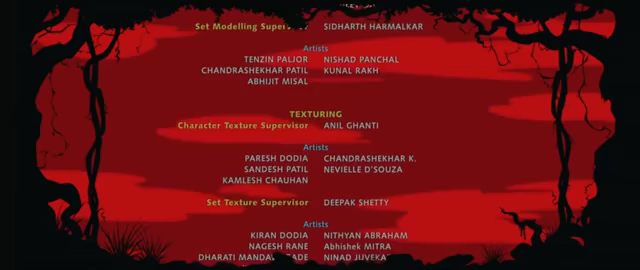 Set Modelling SIDHARTH HARMALKAR
Artists
TENZIN PALJOR NISHAD PANCHAL
CHANDRASHEKHAR PATIL KUNAL RAKH
ABHIJIT MISAL
TEXTURING
Character Texture Supervisor ANIL GHANTI
Artists
PARESH DODIA CHANDRASHEKHAR K.
SANDESH PATIL NEVIELLE D'SOUZA
KAMLESH CHAUHAN
Set Texture Supervisor DEEPAK SHETTY
Artists
KIRAN DODIA NITHYAN ABRAHAM
NAGESH RANE Abhishek MITRA
DHARATI NINAD